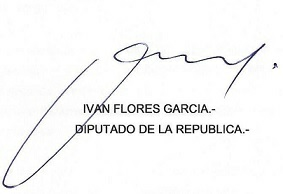 IVAN FLORES GARCIA.-
DIPUTADO DE LA REPUBLICA.-